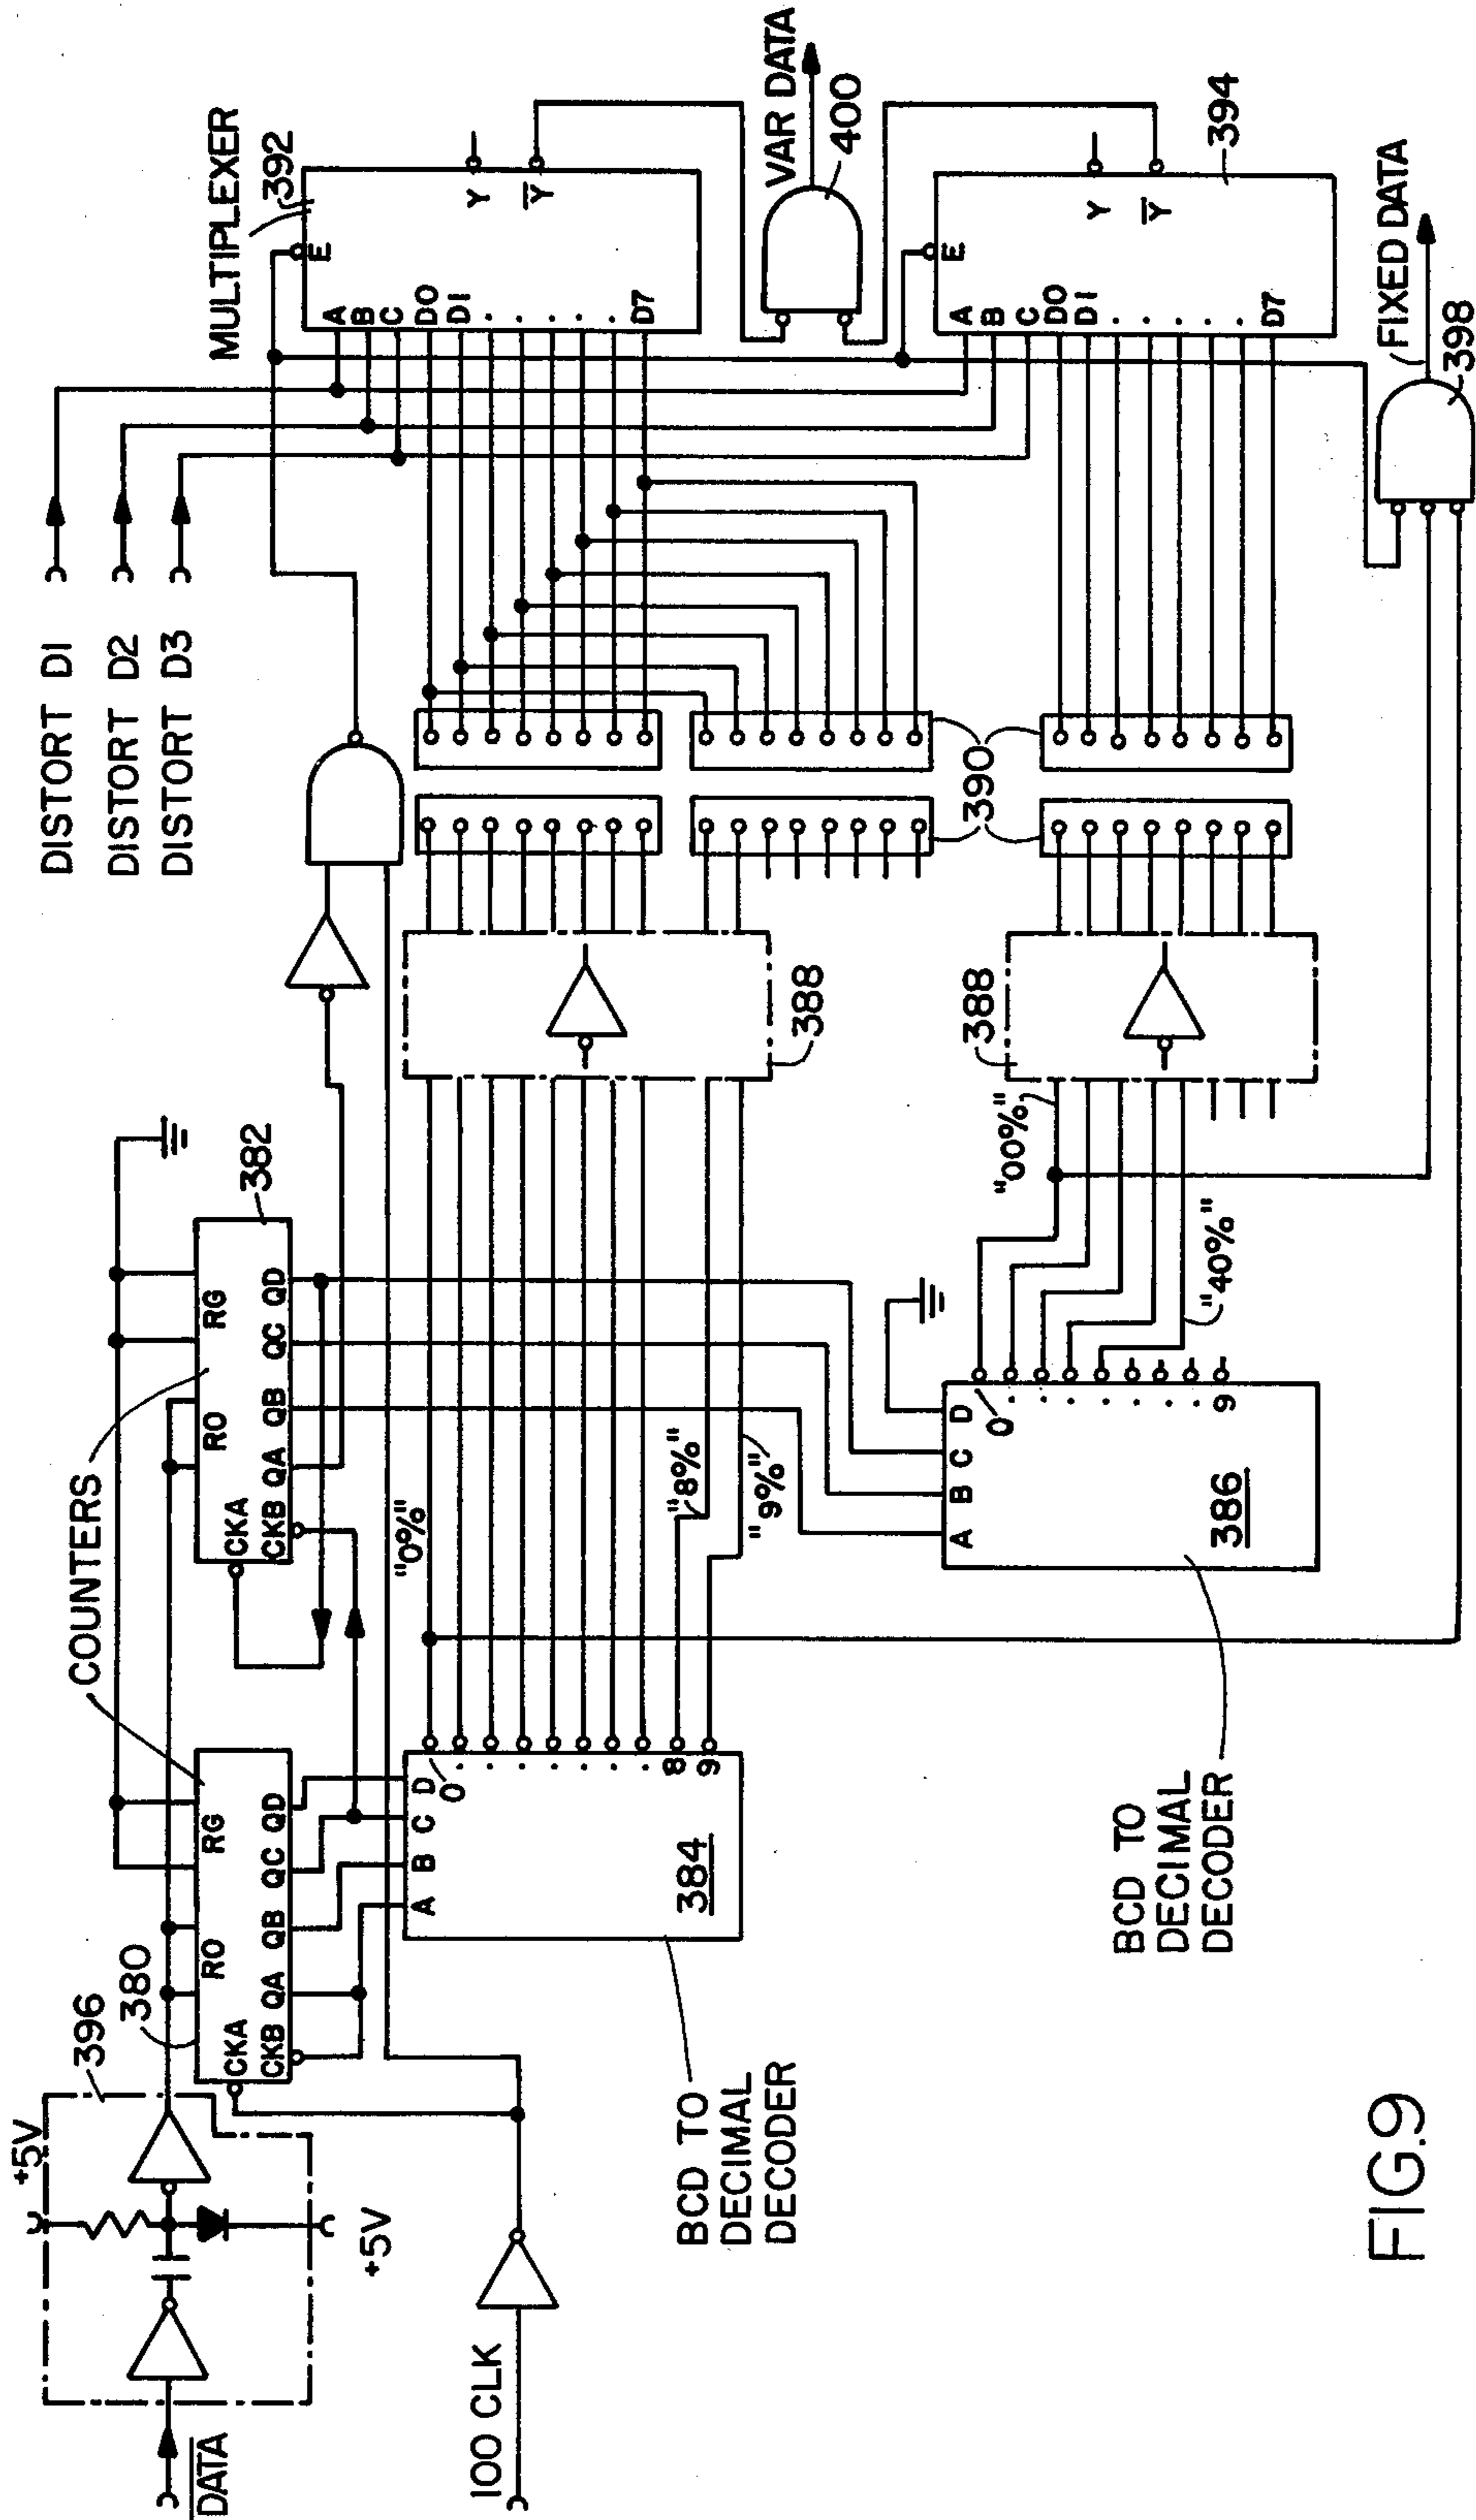 +5V
396
DATA
+5V
100 CLK
COUNTERS
380
RO
RG
CKA
CKB QA QB QC QD
382
RO
RG
CKA
CKB QA QB QC QD
A B C D
0
8
9
384
BCD TO
DECIMAL
DECODER
"0%"
"8%"
"9%"
A B C D
0
9
386
BCD TO
DECIMAL
DECODER
"00%"
"40%"
388
388
390
DISTORT D1
DISTORT D2
DISTORT D3
MULTIPLEXER
392
E
A
B
C
D0
D1
D7
Y
Y
VAR DATA
400
394
E
A
B
C
D0
D1
D7
Y
Y
FIXED DATA
398
FIG.9